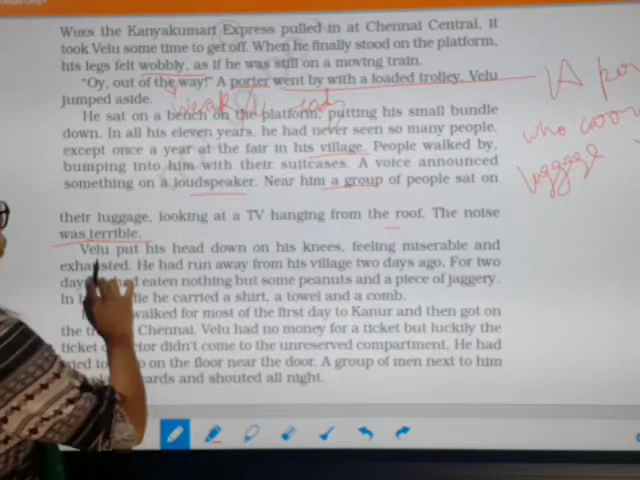 WHEN the Kanyakumari Express pulled in at Chennai Central, it
took Velu some time to get off. When he finally stood on the platform,
his legs felt wobbly, as if he was still on a moving train.
"Oy, out of the way!" A porter went by with a loaded trolley. Velu
jumped aside.
weak
He sat on a bench on the platform, putting his small bundle
down. In all his eleven years, he had never seen so many people,
except once a year at the fair in his village. People walked by,
bumping into him with their suitcases. A voice announced
something on a loudspeaker. Near him a group of people sat on
A
who
luggage
their luggage, looking at a TV hanging from the roof. The noise
was terrible.
Velu put his head down on his knees, feeling miserable and
exhausted. He had run away from his village two days ago. For two
eaten nothing but some peanuts and a piece of jaggery.
In he carried a shirt, a towel and a comb.
walked for most of the first day to Kanur and then got on
the Chennai. Velu had no money for a ticket but luckily the
ticket didn't come to the unreserved compartment. He had
on the floor near the door. A group of men next to him
and shouted all night.